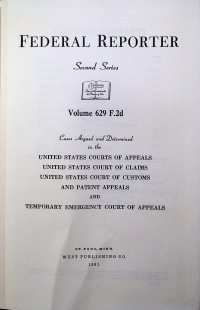 FEDERAL REPORTER
Second Series
Volume 629 F.2d
Cases Argued and Determined
in the
UNITED STATES COURTS OF APPEALS
UNITED STATES COURT OF CLAIMS
UNITED STATES COURT OF CUSTOMS
AND PATENT APPEALS
AND
TEMPORARY EMERGENCY COURT OF APPEALS
ST. PAUL, MINN.
WEST PUBLISHING CO.
1981